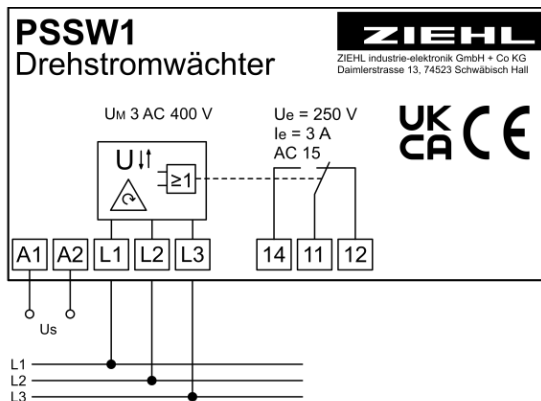 PSSW1
Drehstromwächter
ZIEHL
ZIEHL industrie-elektronik GmbH + Co KG
Daimlerstrasse 13, 74523 Schwäbisch Hall
UM 3 AC 400 V
Ue = 250 V
Ie = 3 A
AC 15
UK
CA
CE
U
≥1
A1 A2 L1 L2 L3 14 11 12
Us
L1
L2
L3